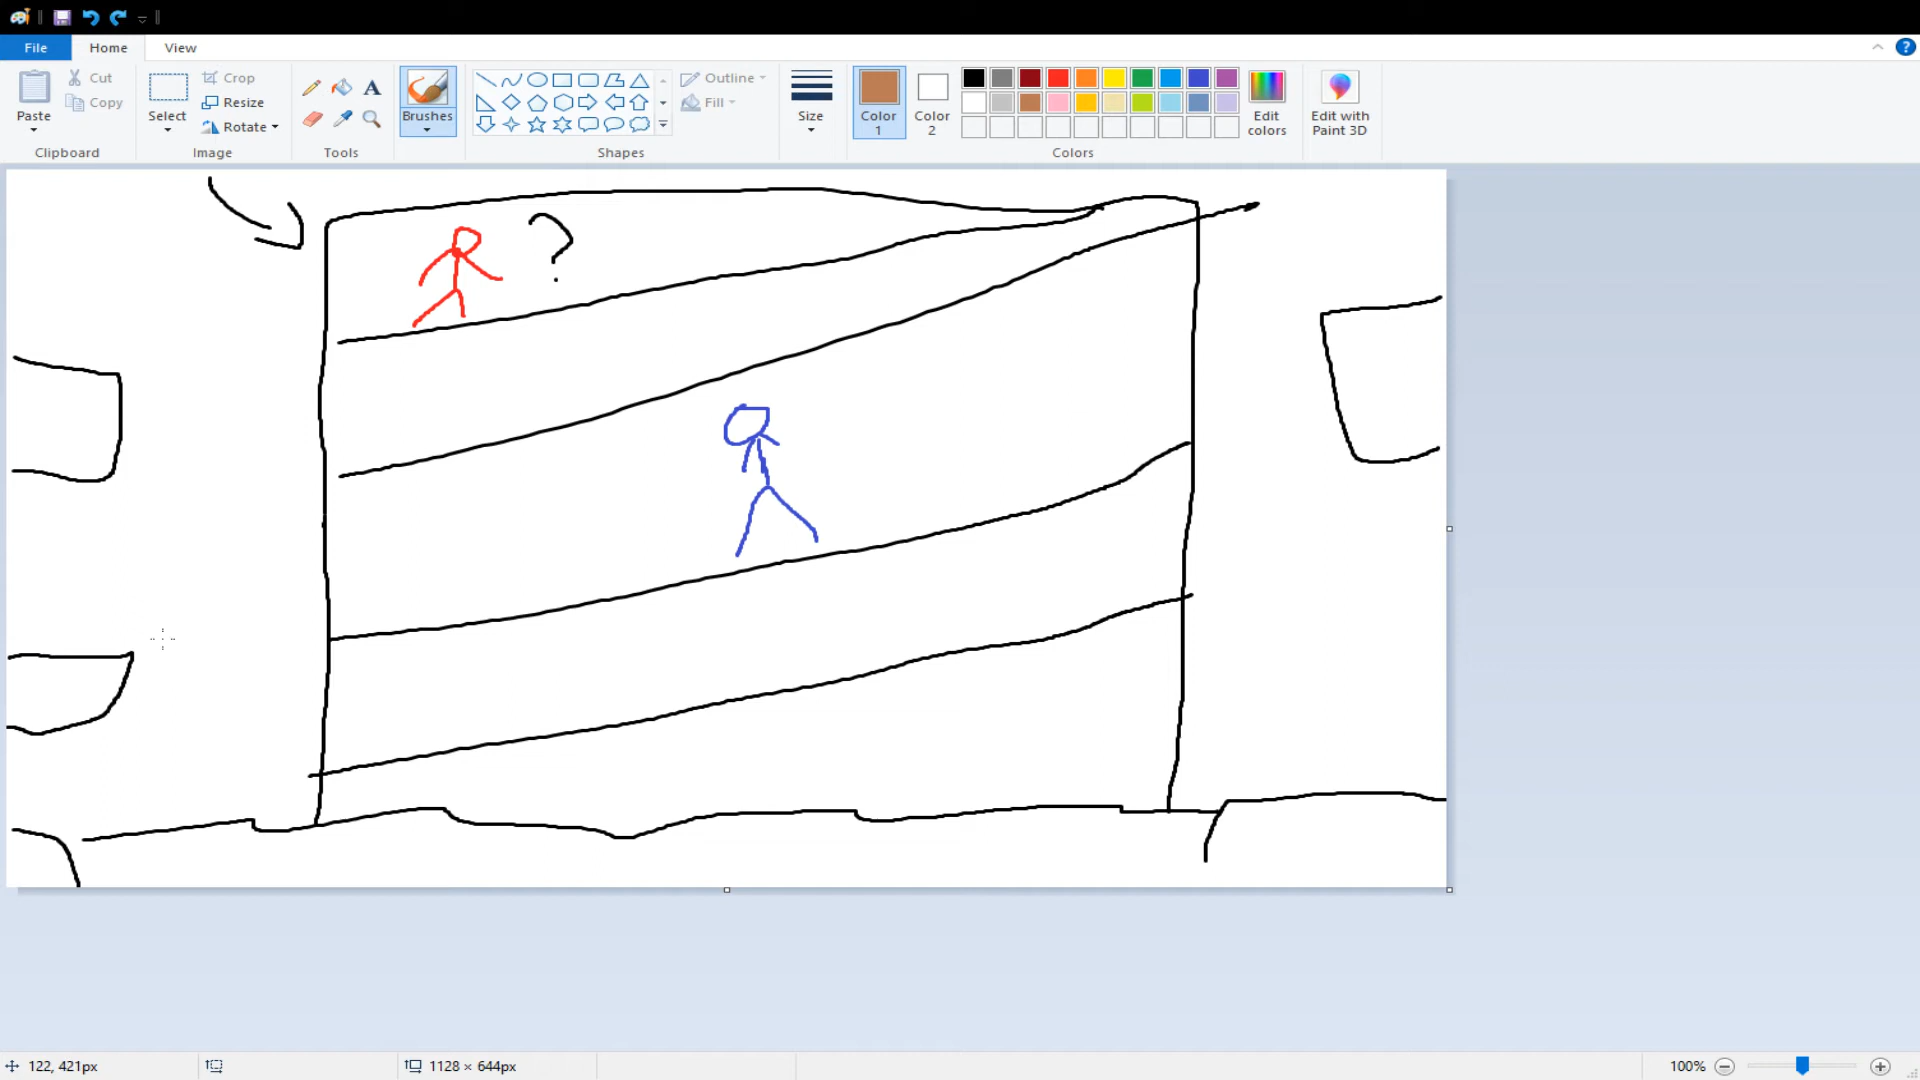 File Home View
Paste
Cut
Copy
Clipboard
Select
Crop
Resize
Rotate
Image
A
Tools
Brushes
Shapes
Outline
Fill
Size
Color 1
Color 2
Colors
Edit colors
Edit with Paint 3D
?
?
122, 421px
1128 × 644px
100%